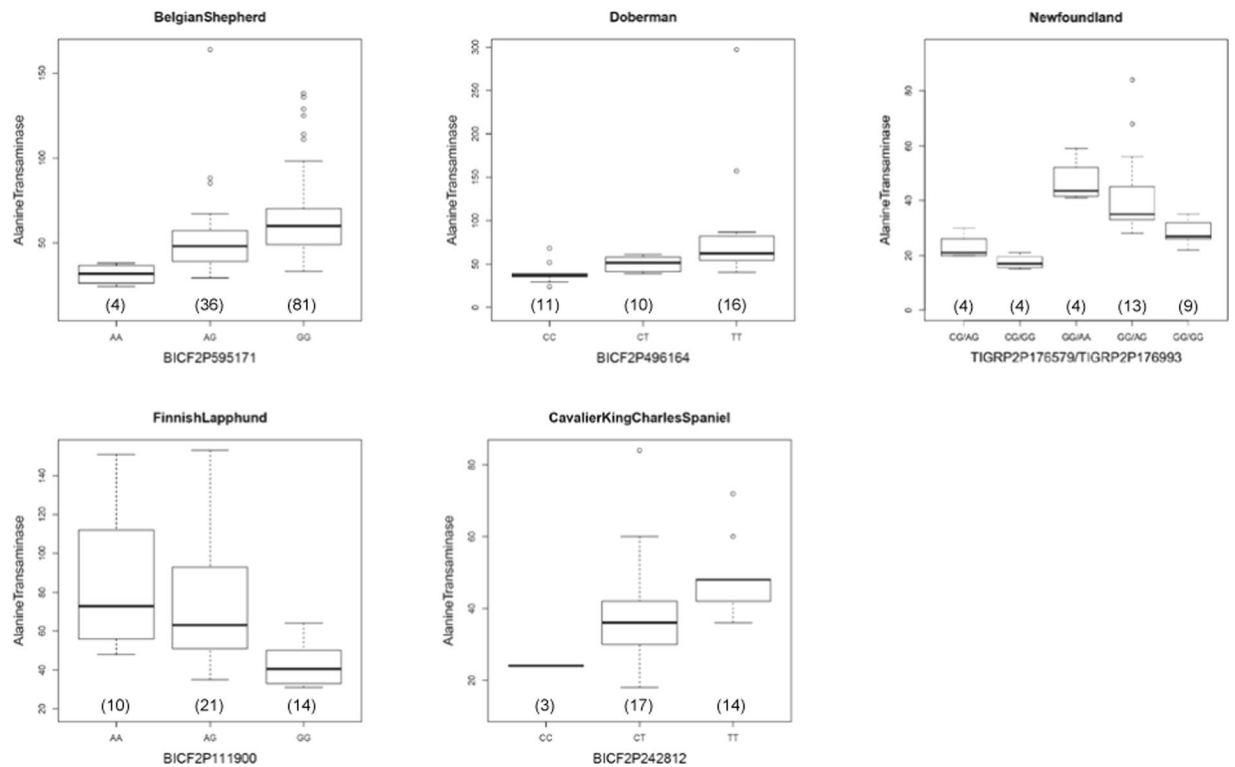 BelgianShepherd
AlanineTransaminase
150
100
50
(4) (36) (81)
AA AG GG
BICF2P595171
Doberman
AlanineTransaminase
300
250
200
150
100
50
0
(11) (10) (16)
CC CT TT
BICF2P496164
Newfoundland
AlanineTransaminase
80
60
40
20
0
(4) (4) (4) (13) (9)
CG/AG CG/GG GG/AA GG/AG GG/GG
TIGRP2P176579/TIGRP2P176993
FinnishLapphund
AlanineTransaminase
140
120
100
80
60
40
20
(10) (21) (14)
AA AG GG
BICF2P111900
CavalierKingCharlesSpaniel
AlanineTransaminase
80
60
40
20
(3) (17) (14)
CC CT TT
BICF2P242812